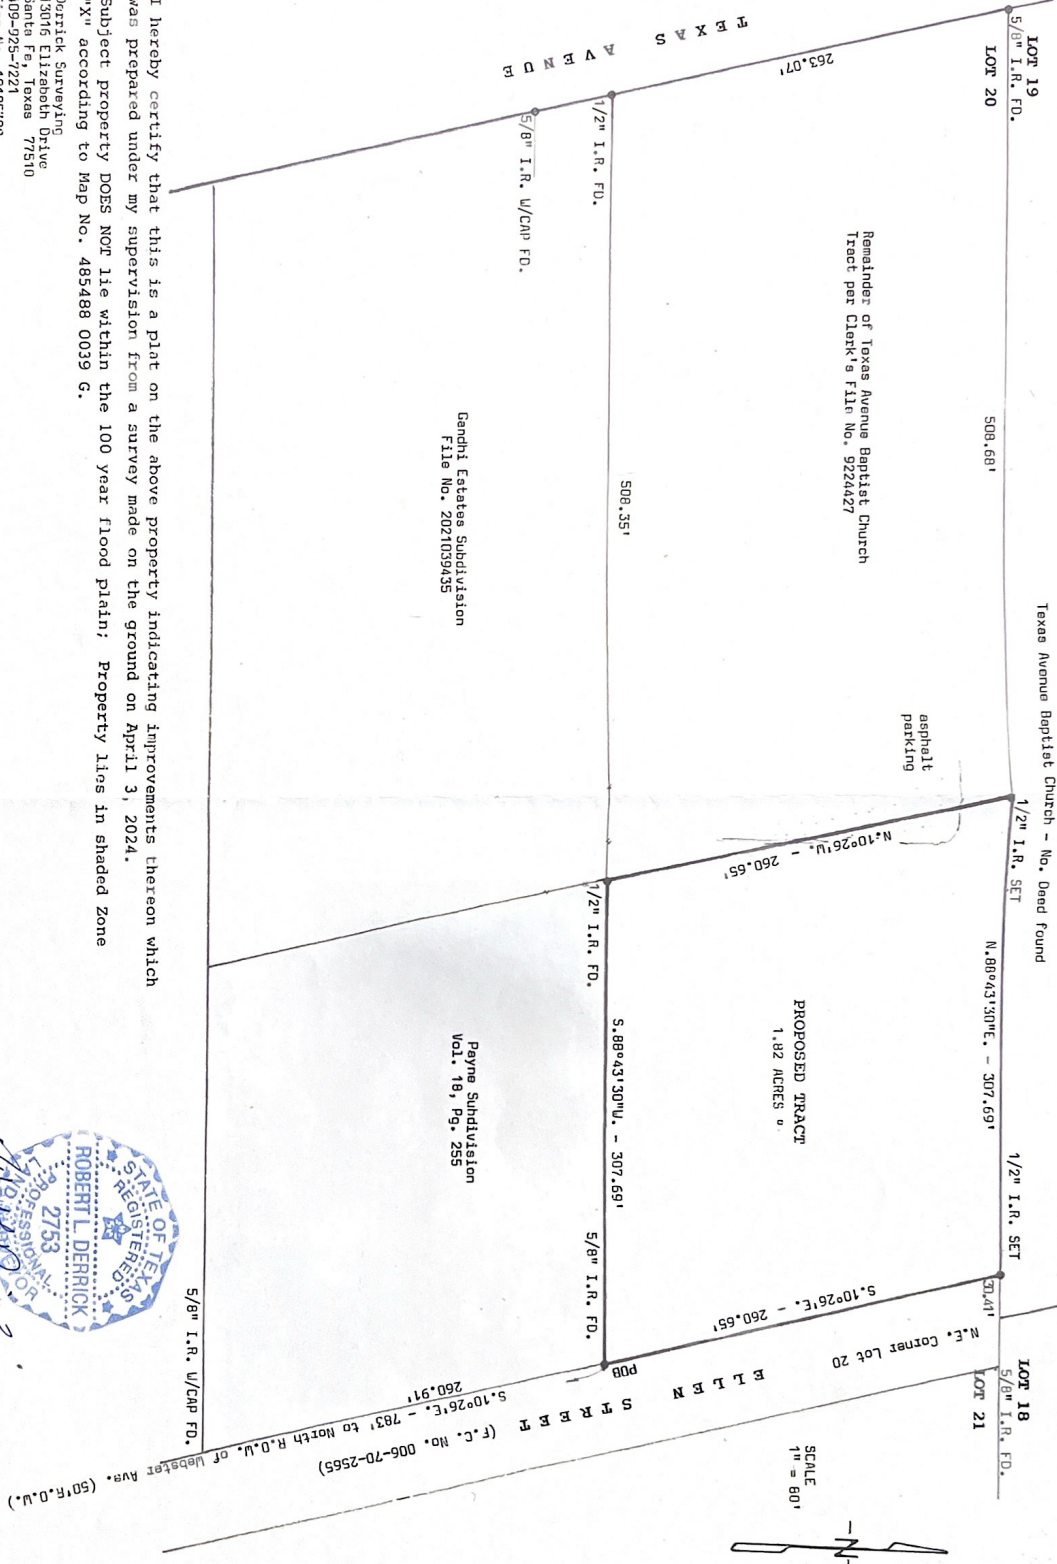 Texas Avenue Baptist Church - No. Deed found
LOT 19
5/8" I.R. FD.
LOT 20
508.68'
1/2" I.R. SET
N.88°43'30"E. - 307.69'
1/2" I.R. SET
30.41'
LOT 18
5/8" I.R. FD.
LOT 21
N.E. Corner Lot 20
TEXAS AVENUE
263.07'
Remainder of Texas Avenue Baptist Church
Tract per Clerk's File No. 9224427
asphalt
parking
N.10°26'W. - 260.65'
PROPOSED TRACT
1.82 ACRES
S.10°26'E. - 260.65'
ELLEN STREET
(F.C. No. 006-70-2565)
SCALE
1" = 60'
-N-
1/2" I.R. FD.
508.35'
1/2" I.R. FD.
S.88°43'30"W. - 307.69'
5/8" I.R. FD.
POB
5/8" I.R. W/CAP FD.
Gandhi Estates Subdivision
File No. 2021039435
Payne Subdivision
Vol. 18, Pg. 255
260.91'
S.10°26'E. - 783' to North R.O.W. of Webster Ave. (50'R.O.W.)
5/8" I.R. W/CAP FD.
I hereby certify that this is a plat on the above property indicating improvements thereon which
was prepared under my supervision from a survey made on the ground on April 3, 2024.
Subject property DOES NOT lie within the 100 year flood plain; Property lies in shaded Zone
"X" according to Map No. 485488 0039 G.
Derrick Surveying
13016 Elizabeth Drive
Santa Fe, Texas 77510
409-925-7221
STATE OF TEXAS
REGISTERED
ROBERT L. DERRICK
2753
PROFESSIONAL